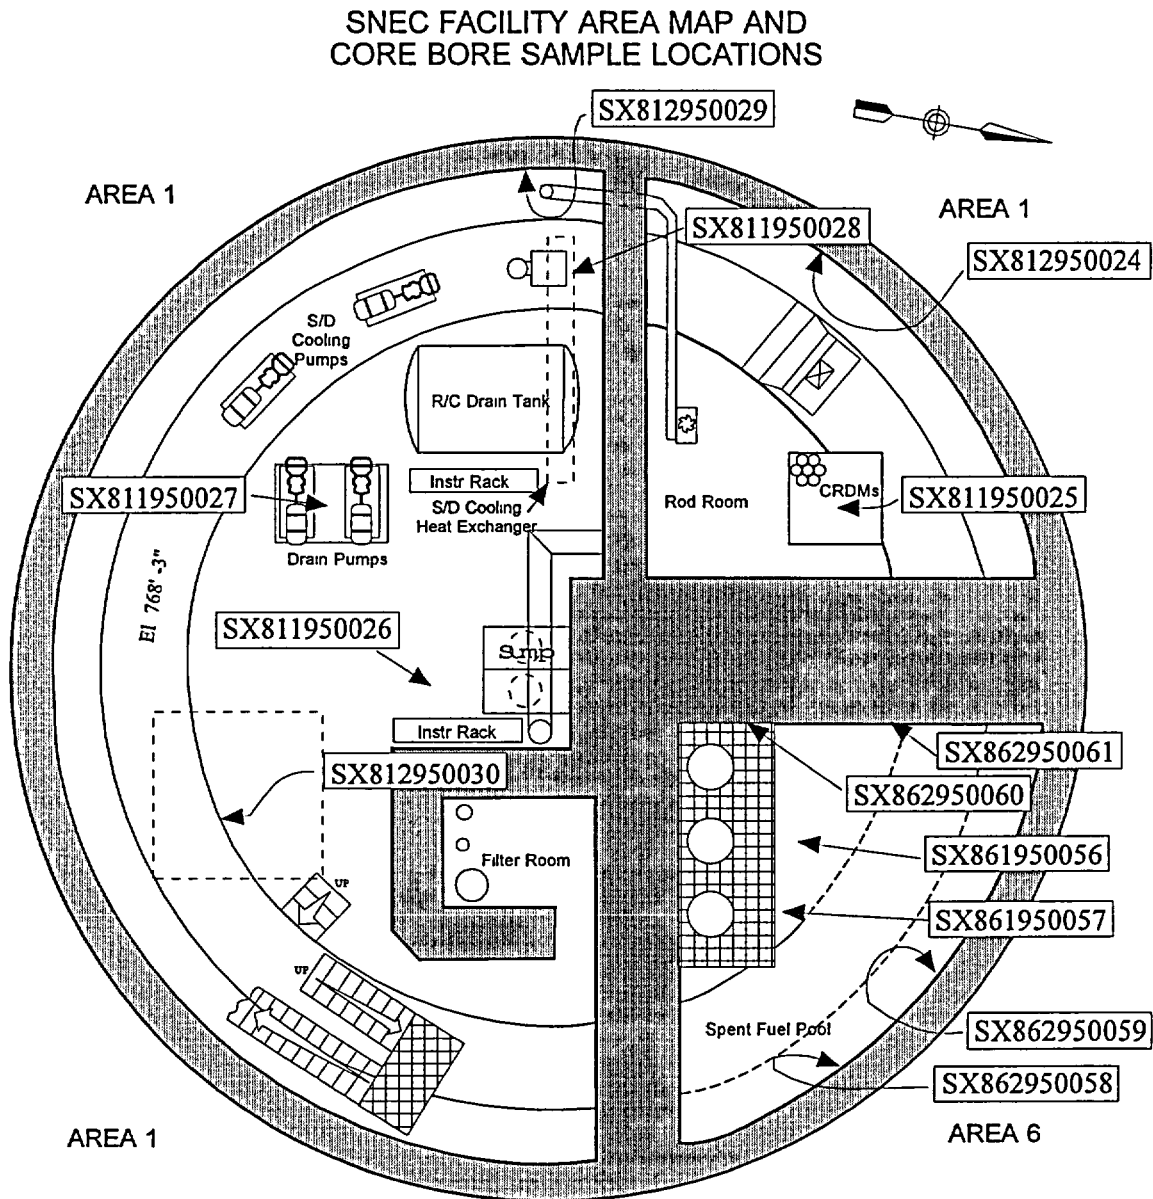 SNEC FACILITY AREA MAP AND
CORE BORE SAMPLE LOCATIONS
SX812950029
AREA 1
AREA 1
SX811950028
SX812950024
S/D
Cooling
Pumps
R/C Drain Tank
Instr Rack
S/D Cooling
Heat Exchanger
SX811950027
Drain Pumps
Rod Room
CRDMs
SX811950025
El 768' -3"
SX811950026
Sump
Instr Rack
SX812950030
SX862950061
SX862950060
SX861950056
SX861950057
Filter Room
UP
UP
Spent Fuel Pool
SX862950059
SX862950058
AREA 1
AREA 6